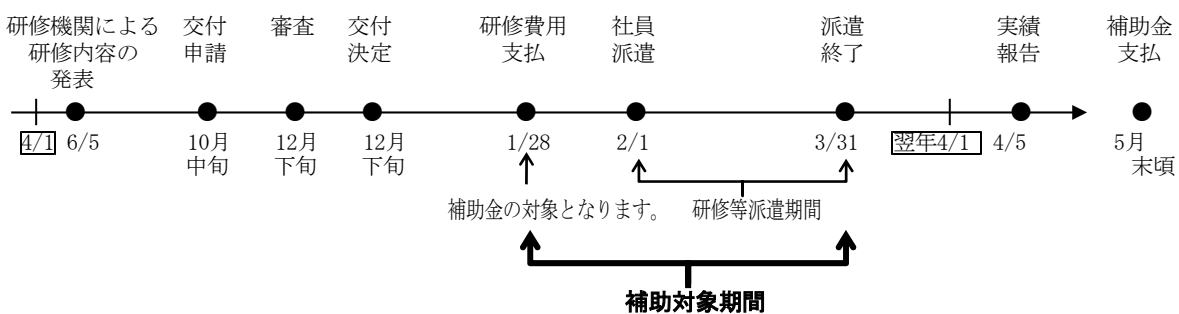 研修機関による
研修内容の
発表
交付
申請
審査
交付
決定
研修費用
支払
社員
派遣
派遣
終了
実績
報告
補助金
支払
4/1
6/5
10月
中旬
12月
下旬
12月
下旬
1/28
2/1
3/31
翌年4/1
4/5
5月
末頃
補助金の対象となります。
研修等派遣期間
補助対象期間